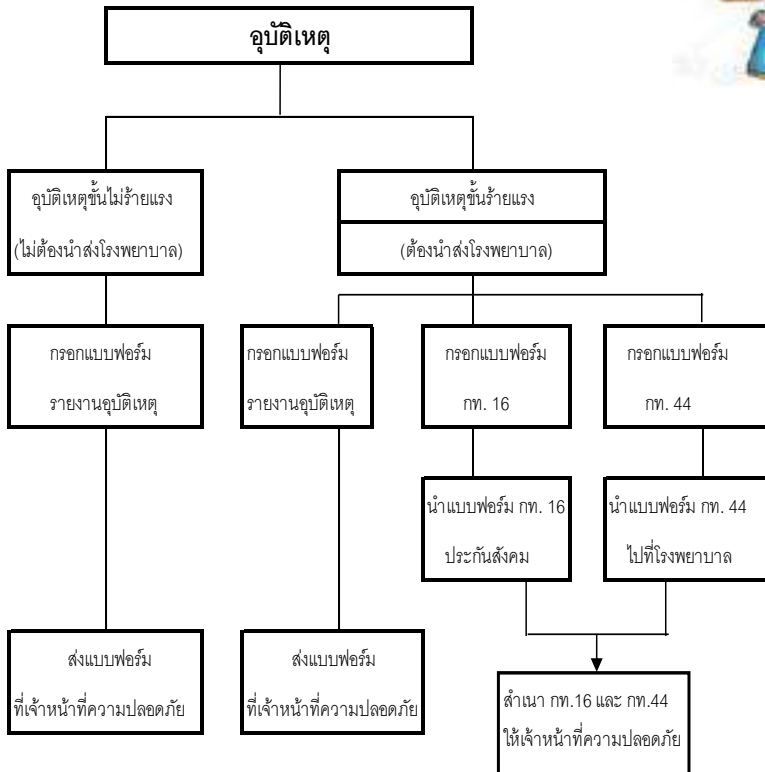 อุบัติเหตุ
อุบัติเหตุขั้นไม่ร้ายแรง
(ไม่ต้องนำส่งโรงพยาบาล)
อุบัติเหตุขั้นร้ายแรง
(ต้องนำส่งโรงพยาบาล)
กรอกแบบฟอร์ม
รายงานอุบัติเหตุ
กรอกแบบฟอร์ม
รายงานอุบัติเหตุ
กรอกแบบฟอร์ม
กท. 16
กรอกแบบฟอร์ม
กท. 44
นำแบบฟอร์ม กท. 16
ประกันสังคม
นำแบบฟอร์ม กท. 44
ไปที่โรงพยาบาล
ส่งแบบฟอร์ม
ที่เจ้าหน้าที่ความปลอดภัย
ส่งแบบฟอร์ม
ที่เจ้าหน้าที่ความปลอดภัย
สำเนา กท.16 และ กท.44
ให้เจ้าหน้าที่ความปลอดภัย